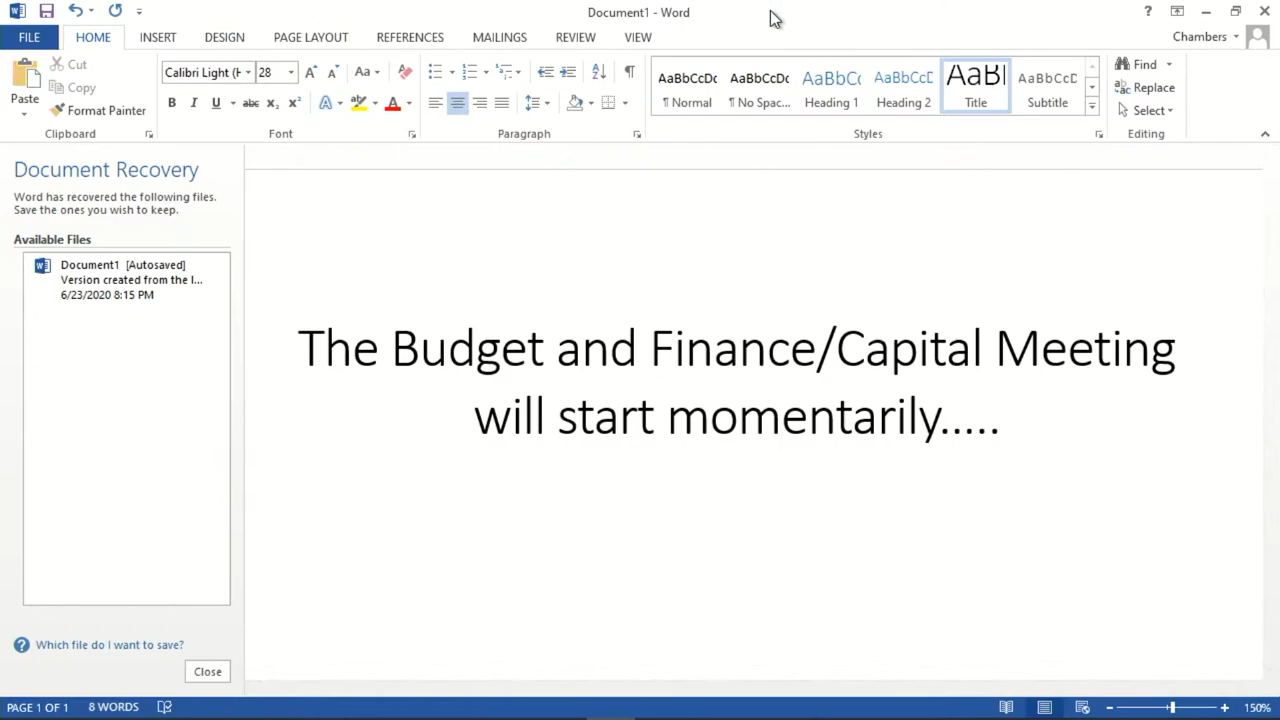 Document1 - Word
Chambers
FILE HOME INSERT DESIGN PAGE LAYOUT REFERENCES MAILINGS REVIEW VIEW
Paste
Cut
Copy
Format Painter
Clipboard
Calibri Light (H 28
Font
Paragraph
AaBbCcDc AaBbCcDc AaBbCc AaBbCcD AaBl AaBbCcD
¶ Normal ¶ No Spac... Heading 1 Heading 2 Title Subtitle
Styles
Find
Replace
Select
Editing
Document Recovery
Word has recovered the following files.
Save the ones you wish to keep.
Available Files
Document1 [Autosaved]
Version created from the l...
6/23/2020 8:15 PM
Which file do I want to save?
Close
The Budget and Finance/Capital Meeting
will start momentarily.....
PAGE 1 OF 1 8 WORDS 150%